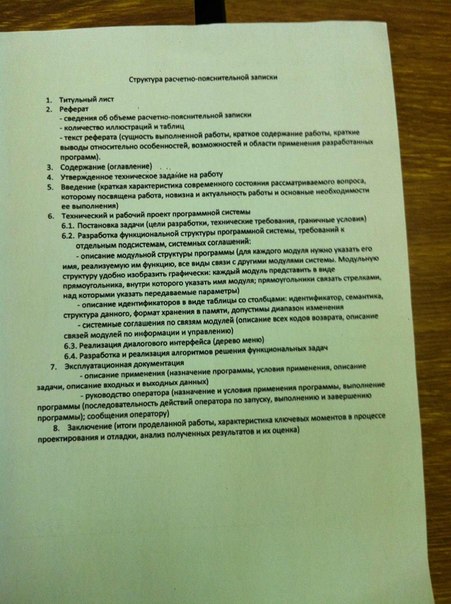 Структура расчетно-пояснительной записки
1. Титульный лист
2. Реферат
- сведения об объеме расчетно-пояснительной записки
- количество иллюстраций и таблиц
- текст реферата (сущность выполненной работы, краткое содержание работы, краткие
выводы относительно особенностей, возможностей и области применения разработанных
программ).
3. Содержание (оглавление)
4. Утвержденное техническое задание на работу
5. Введение (краткая характеристика современного состояния рассматриваемого вопроса,
которому посвящена работа, новизна и актуальность работы и основные необходимости
ее выполнения)
6. Технический и рабочий проект программной системы
6.1. Постановка задачи (цели разработки, технические требования, граничные условия)
6.2. Разработка функциональной структуры программной системы, требований к
отдельным подсистемам, системных соглашений:
- описание модульной структуры программы (для каждого модуля нужно указать его
имя, реализуемую им функцию, все виды связи с другими модулями системы. Модульную
структуру удобно изобразить графически: каждый модуль представить в виде
прямоугольника, внутри которого указать имя модуля; прямоугольники связать стрелками,
над которыми указать передаваемые параметры)
- описание идентификаторов в виде таблицы со столбцами: идентификатор, семантика,
структура данного, формат хранения в памяти, допустимы диапазон изменения
- системные соглашения по связям модулей (описание всех кодов возврата, описание
связей модулей по информации и управлению)
6.3. Реализация диалогового интерфейса (дерево меню)
6.4. Разработка и реализация алгоритмов решения функциональных задач
7. Эксплуатационная документация
- описание применения (назначение программы, условия применения, описание
задачи, описание входных и выходных данных)
- руководство оператора (назначение и условия применения программы, выполнение
программы (последовательность действий оператора по запуску, выполнению и завершению
программы); сообщения оператору)
8. Заключение (итоги проделанной работы, характеристика ключевых моментов в процессе
проектирования и отладки, анализ полученных результатов и их оценка)